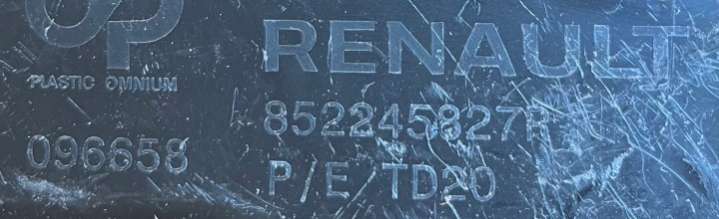 OP
PLASTIC OMNIUM
096658
RENAULT
852245827R
P/E/TD20